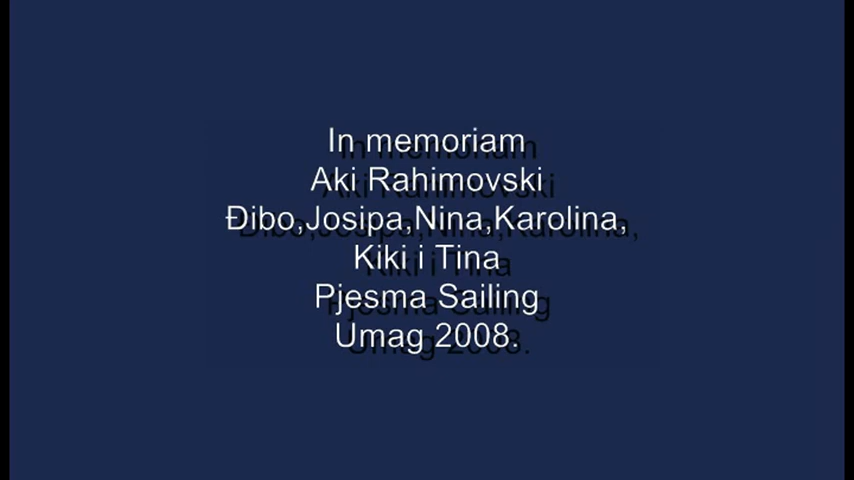 In memoriam
Aki Rahimovski
Đibo,Josipa,Nina,Karolina,
Kiki i Tina
Pjesma Sailing
Umag 2008.